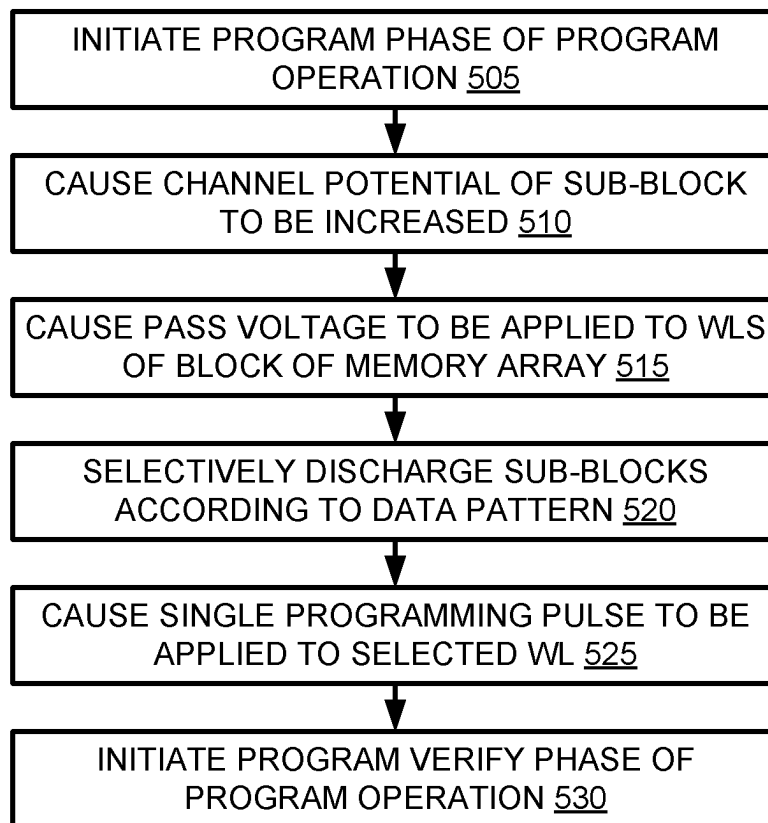 INITIATE PROGRAM PHASE OF PROGRAM
OPERATION 505
CAUSE CHANNEL POTENTIAL OF SUB-BLOCK
TO BE INCREASED 510
CAUSE PASS VOLTAGE TO BE APPLIED TO WLS
OF BLOCK OF MEMORY ARRAY 515
SELECTIVELY DISCHARGE SUB-BLOCKS
ACCORDING TO DATA PATTERN 520
CAUSE SINGLE PROGRAMMING PULSE TO BE
APPLIED TO SELECTED WL 525
INITIATE PROGRAM VERIFY PHASE OF
PROGRAM OPERATION 530